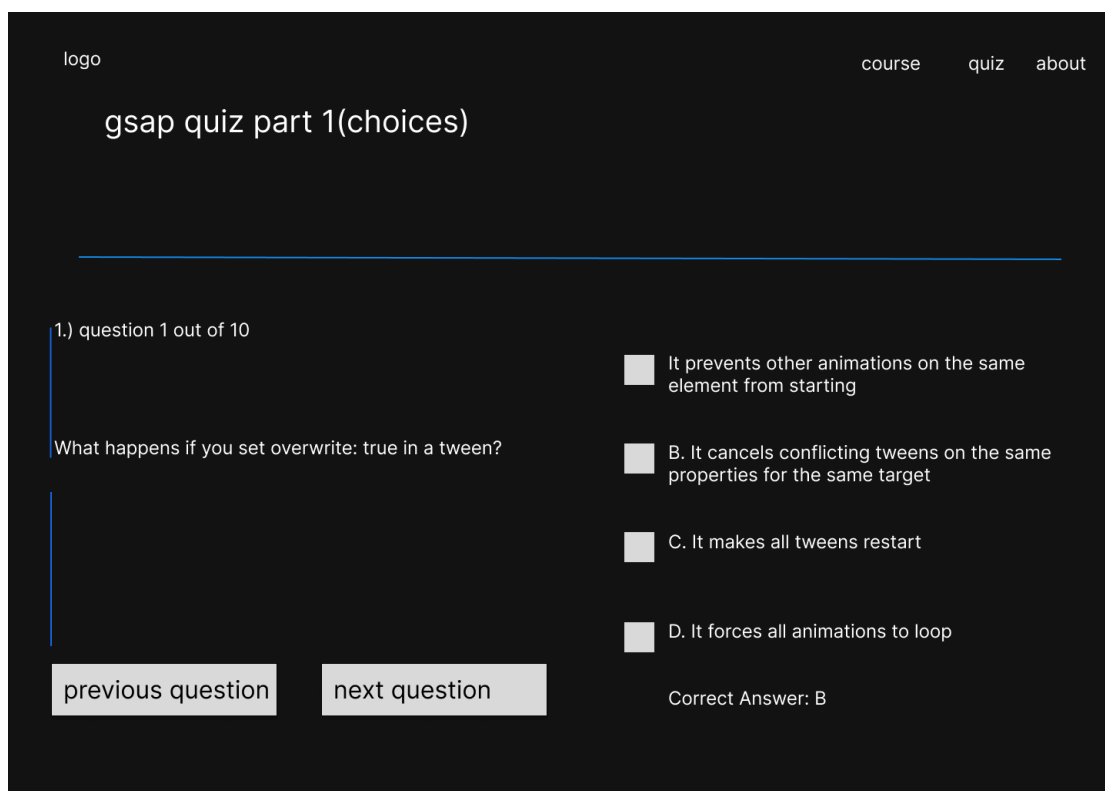 logo
course
quiz
about
gsap quiz part 1(choices)
1.) question 1 out of 10
What happens if you set overwrite: true in a tween?
It prevents other animations on the same
element from starting
B. It cancels conflicting tweens on the same
properties for the same target
C. It makes all tweens restart
D. It forces all animations to loop
Correct Answer: B
previous question
next question